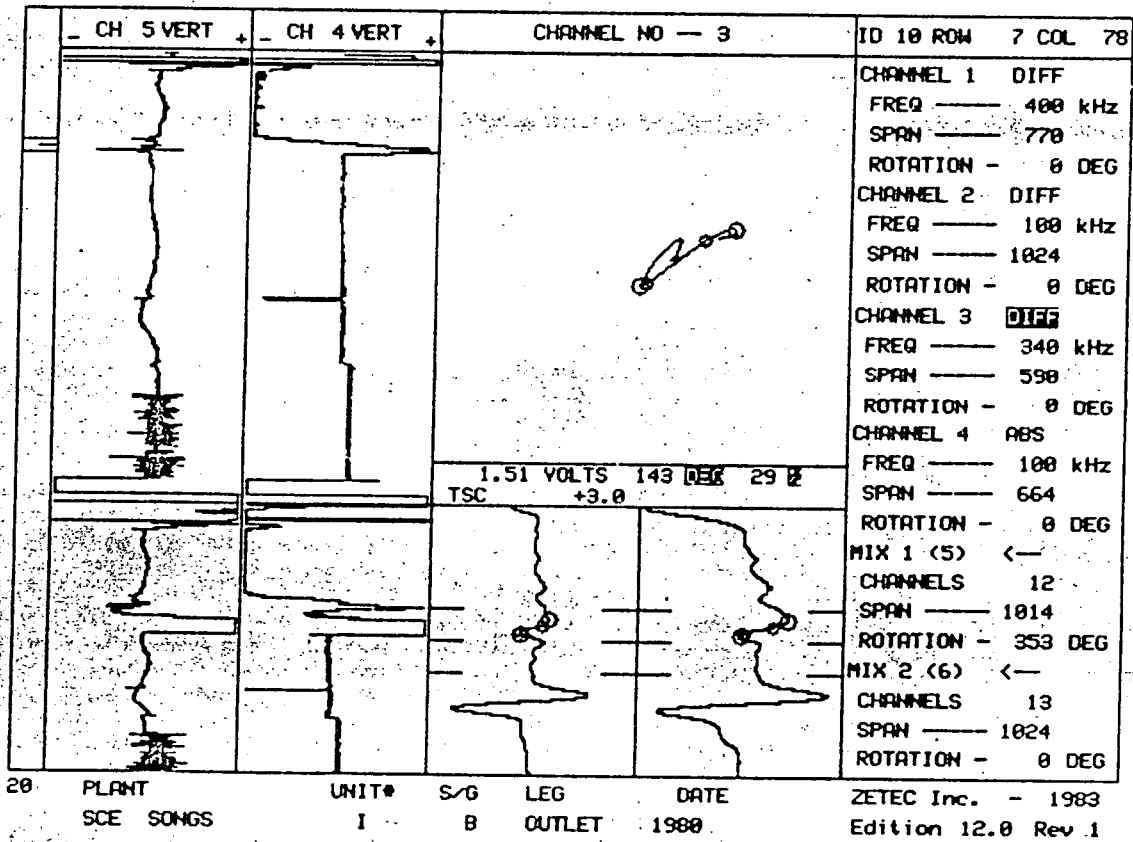 _ CH 5 VERT +
_ CH 4 VERT +
CHANNEL NO -- 3
ID 10 ROW 7 COL 78
CHANNEL 1 DIFF
FREQ ----- 400 kHz
SPAN ----- 770
ROTATION - 0 DEG
CHANNEL 2 DIFF
FREQ ----- 100 kHz
SPAN ----- 1024
ROTATION - 0 DEG
CHANNEL 3 DIFF
FREQ ----- 340 kHz
SPAN ----- 590
ROTATION - 0 DEG
CHANNEL 4 ABS
FREQ ----- 100 kHz
SPAN ----- 664
ROTATION - 0 DEG
MIX 1 (5) <--
CHANNELS 12
SPAN ----- 1014
ROTATION - 353 DEG
MIX 2 (6) <--
CHANNELS 13
SPAN ----- 1024
ROTATION - 0 DEG
1.51 VOLTS 143 DEG 29 %
TSC +3.0
20 PLANT UNIT# S/G LEG DATE
SCE SONGS I B OUTLET 1980
ZETEC Inc. - 1983
Edition 12.0 Rev 1